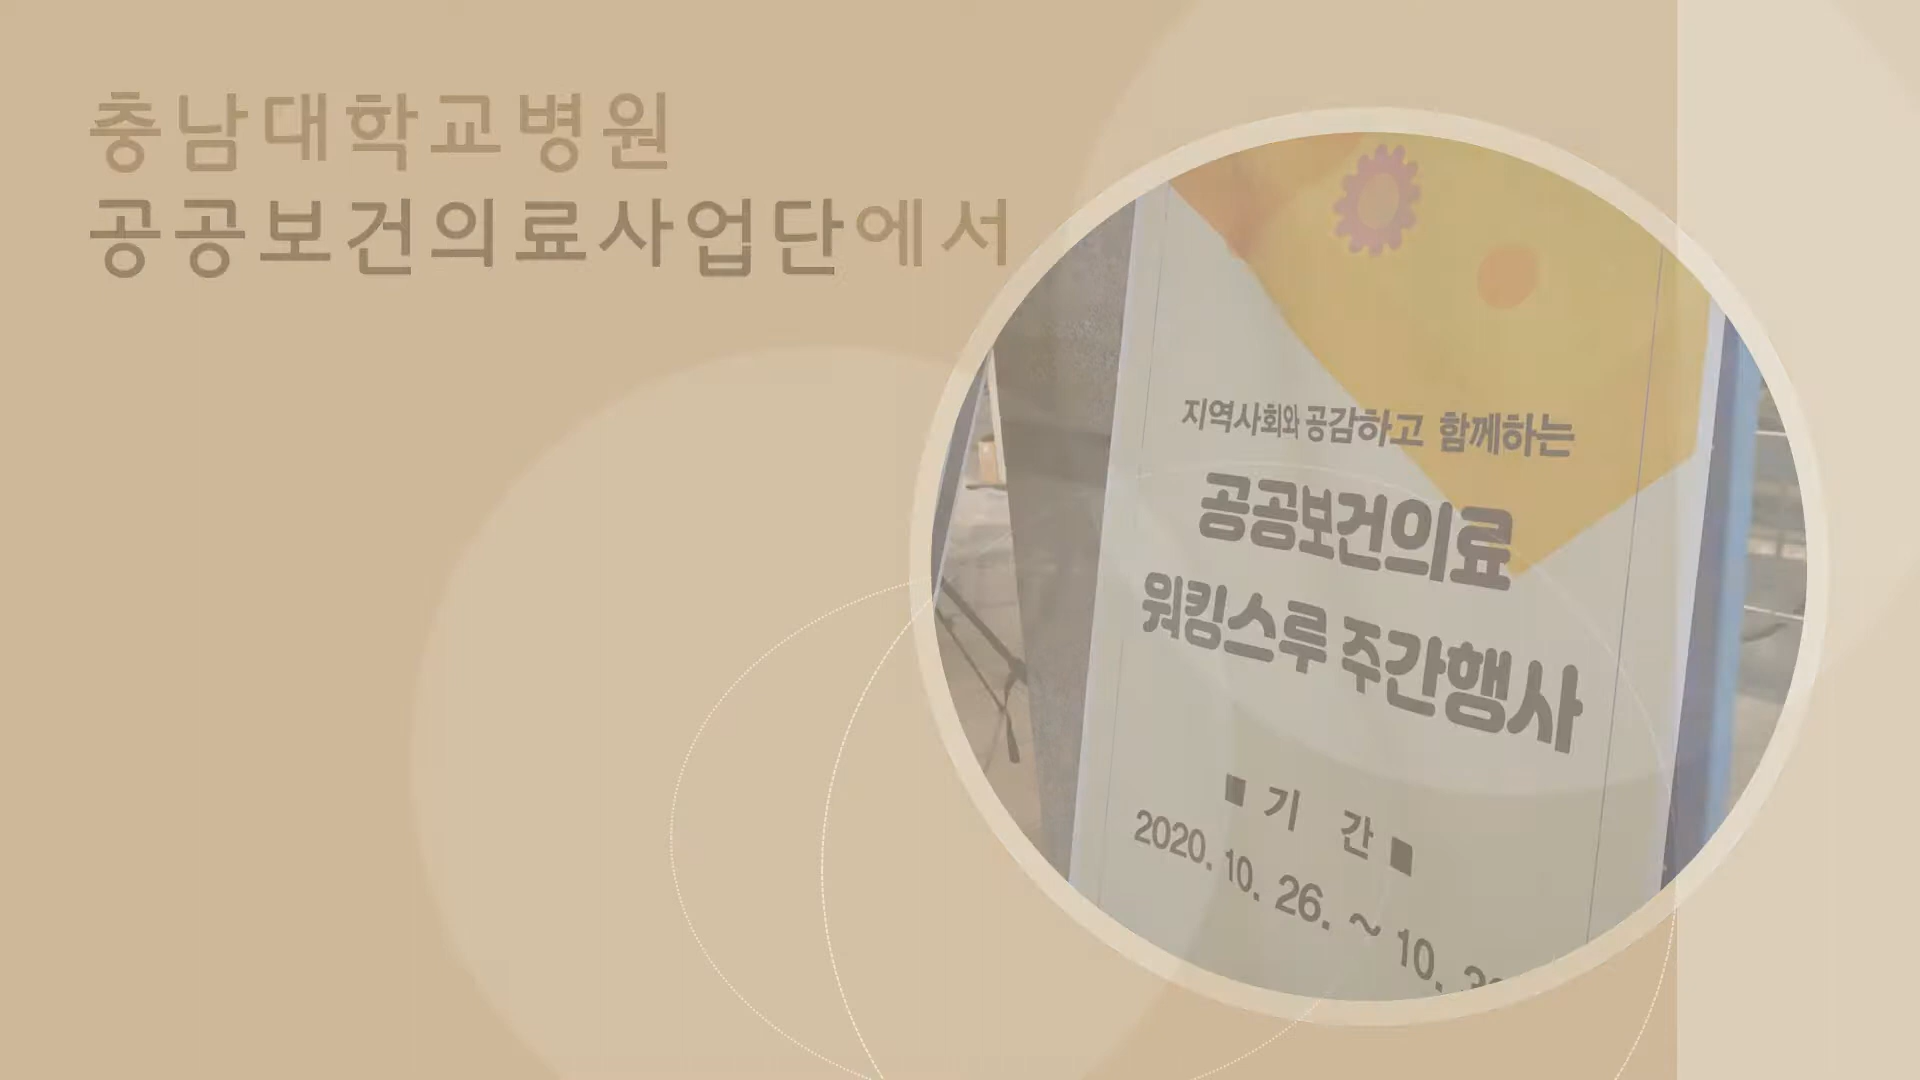 충남대학교병원
공공보건의료사업단에서
지역사회와 공감하고 함께하는
공공보건의료
워킹스루 주간행사
■ 기 간 ■
2020. 10. 26. ~ 10.